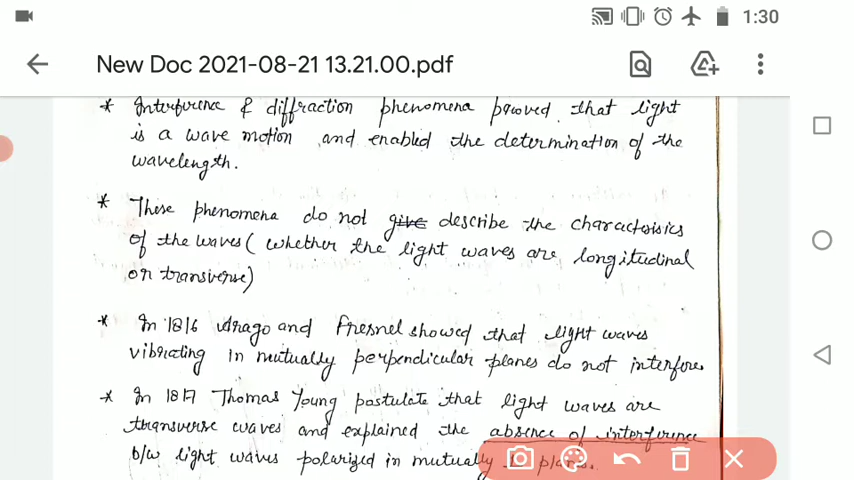 1:30
New Doc 2021-08-21 13.21.00.pdf
* Interference & diffraction phenomena proved that light
is a wave motion and enabled the determination of the
wavelength.
* These phenomena do not give describe the
of the waves (whether the light waves are longitudinal
or transverse)
* In 1816 Arago and Fresnel showed that light waves
vibrating in mutually perpendicular planes do not interfere
* In 1817 Thomas Young postulate that light waves are
transverse waves and explained the absence of interference
b/w light waves polarized in mutually